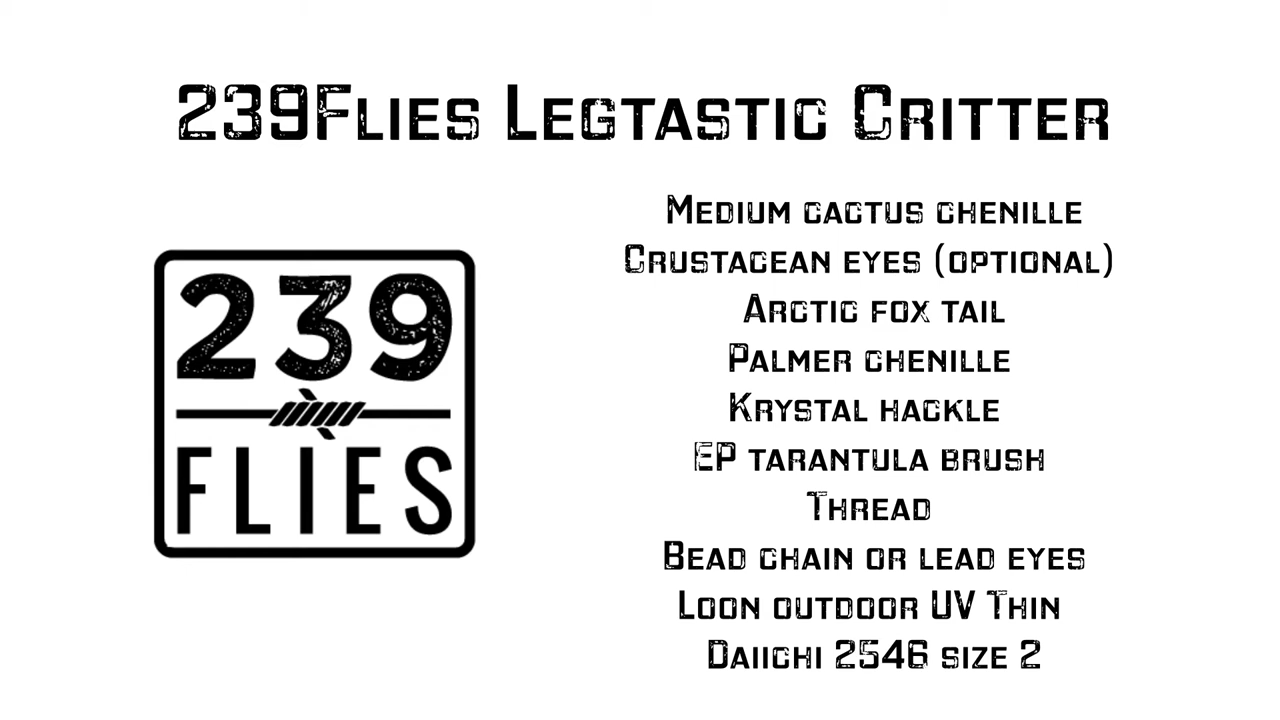 239Flies Legtastic Critter
239
FLIES
Medium cactus chenille
Crustacean eyes (optional)
Arctic fox tail
Palmer chenille
Krystal hackle
EP tarantula brush
Thread
Bead chain or lead eyes
Loon outdoor UV Thin
Daiichi 2546 size 2